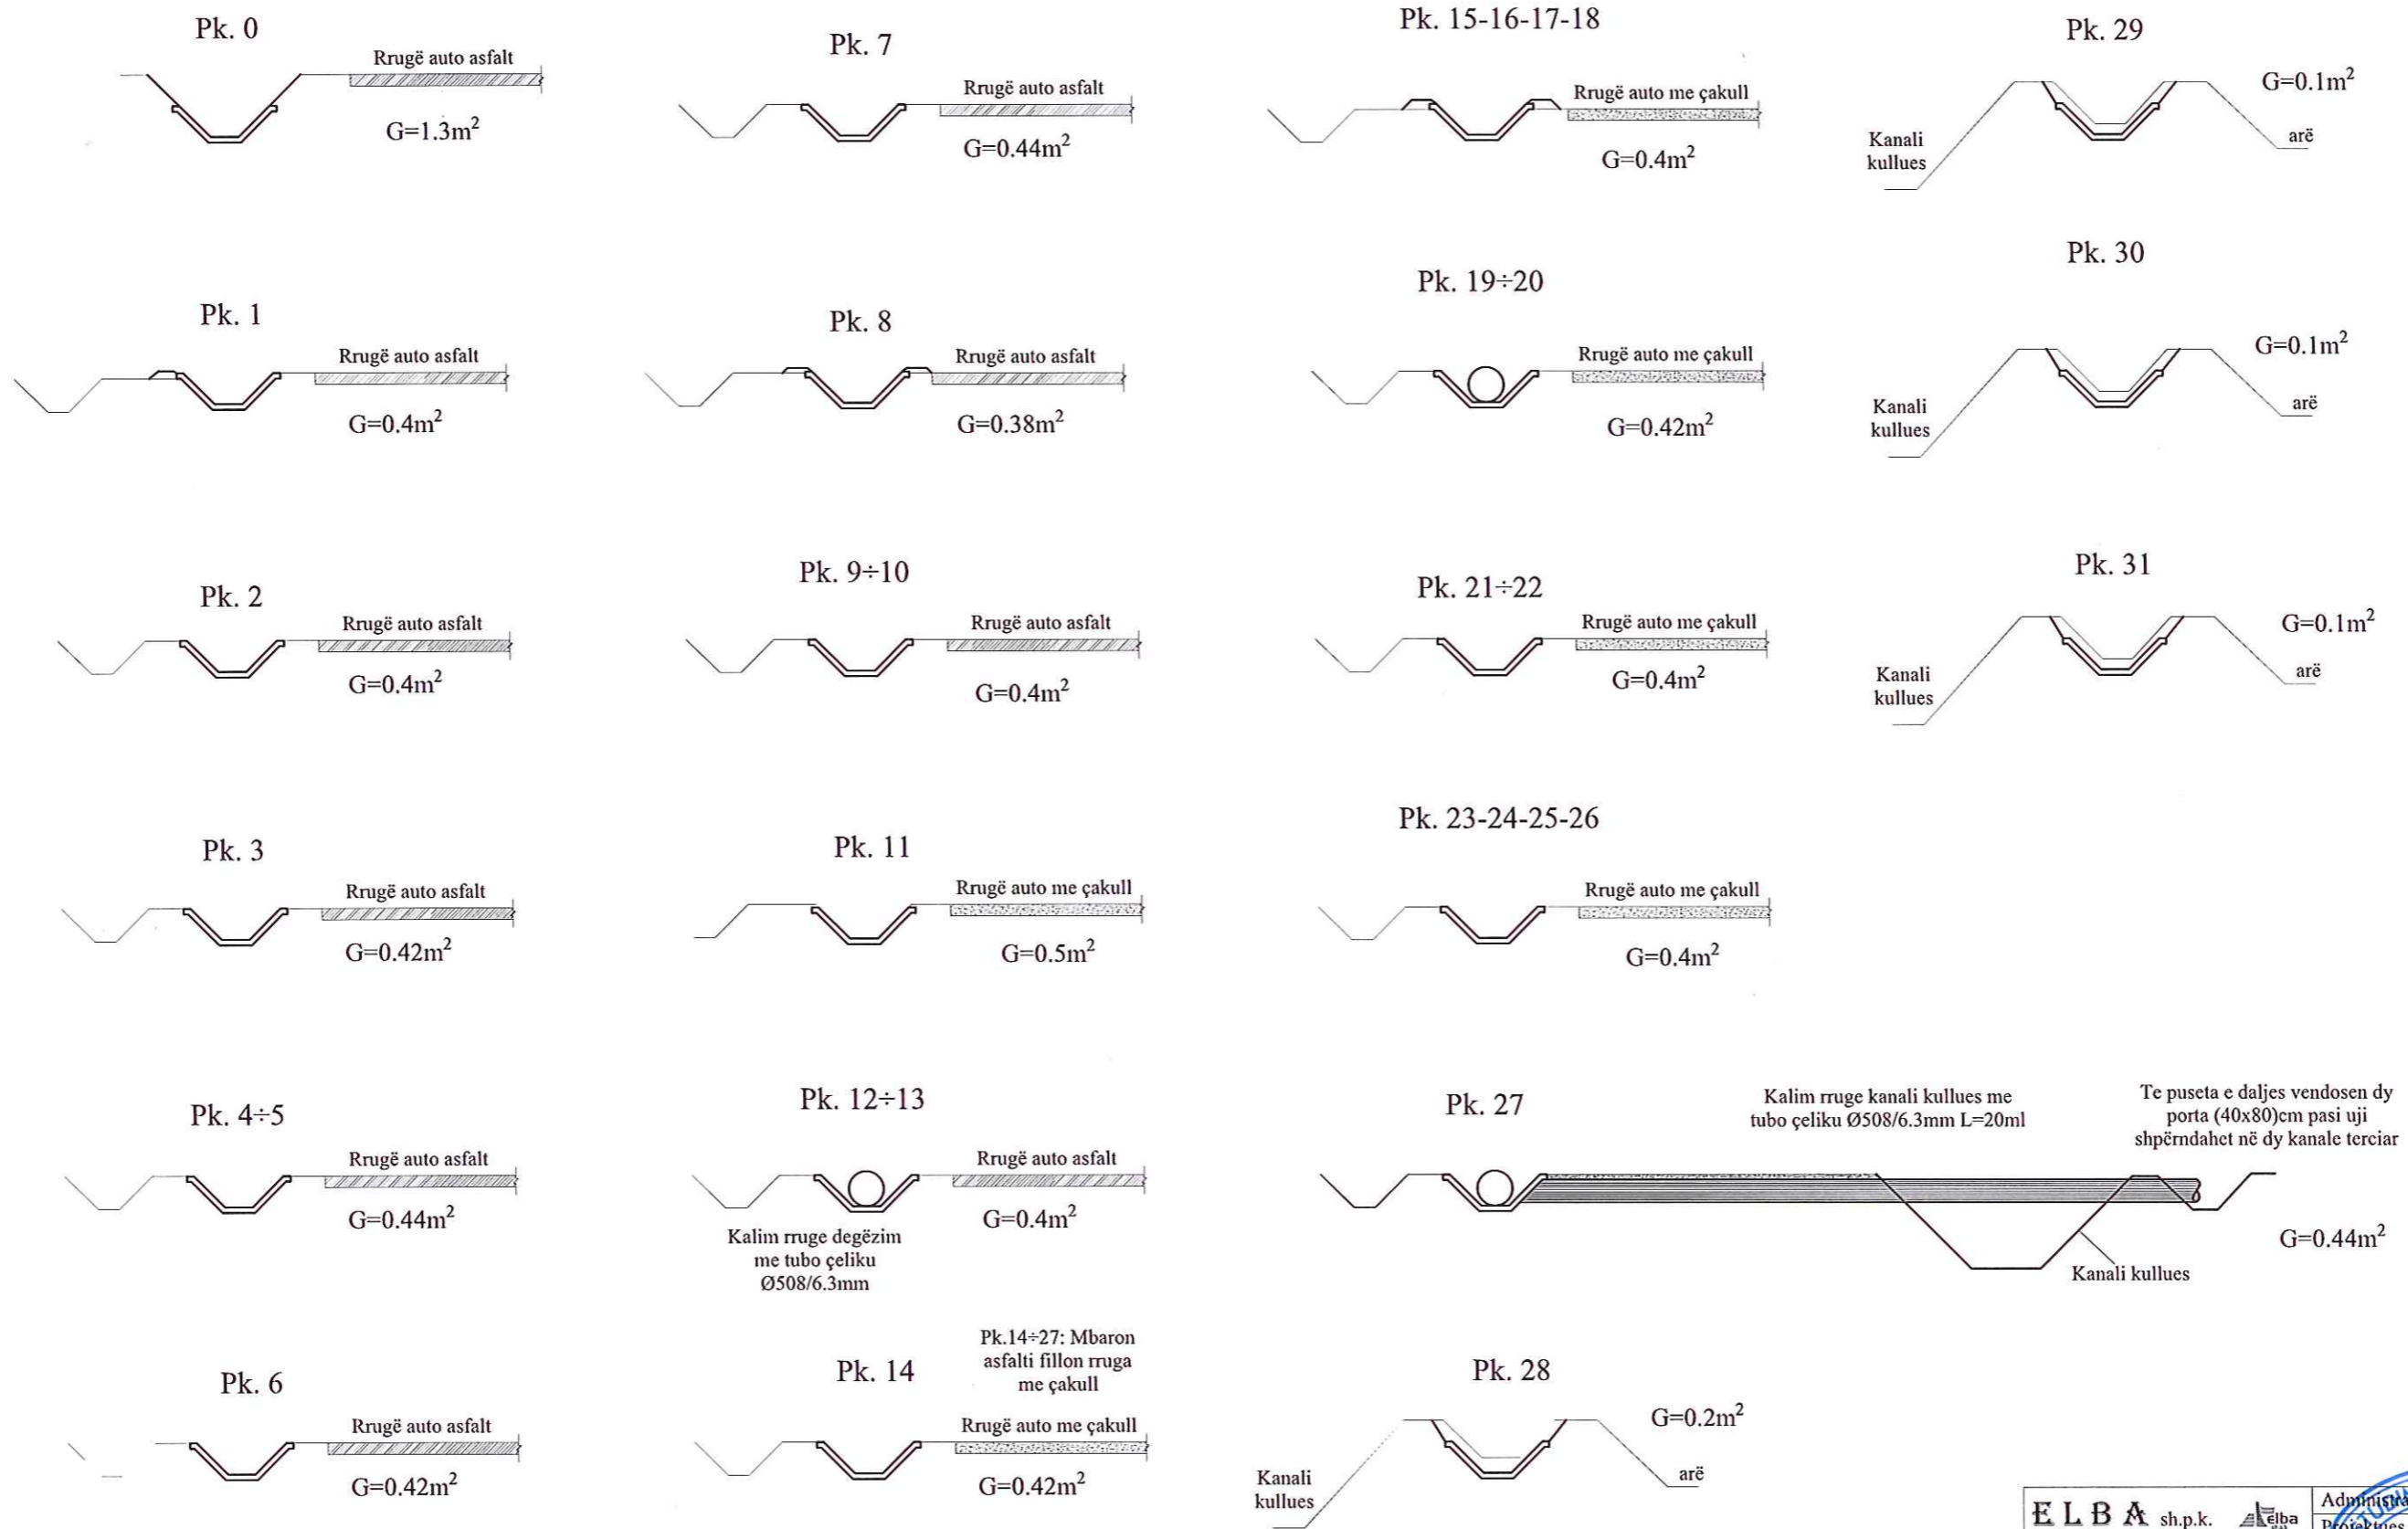 Pk. 0
Rrugë auto asfalt
G=1.3m²
Pk. 1
Rrugë auto asfalt
G=0.4m²
Pk. 2
Rrugë auto asfalt
G=0.4m²
Pk. 3
Rrugë auto asfalt
G=0.42m²
Pk. 4÷5
Rrugë auto asfalt
G=0.44m²
Pk. 6
Rrugë auto asfalt
G=0.42m²
Pk. 7
Rrugë auto asfalt
G=0.44m²
Pk. 8
Rrugë auto asfalt
G=0.38m²
Pk. 9÷10
Rrugë auto asfalt
G=0.4m²
Pk. 11
Rrugë auto me çakull
G=0.5m²
Pk. 12÷13
Rrugë auto asfalt
G=0.4m²
Kalim rruge degëzim
me tubo çeliku
Ø508/6.3mm
Pk. 14
Pk.14÷27: Mbaron
asfalti fillon rruga
me çakull
Rrugë auto me çakull
G=0.42m²
Pk. 15-16-17-18
Rrugë auto me çakull
G=0.4m²
Pk. 19÷20
Rrugë auto me çakull
G=0.42m²
Pk. 21÷22
Rrugë auto me çakull
G=0.4m²
Pk. 23-24-25-26
Rrugë auto me çakull
G=0.4m²
Pk. 27
Kalim rruge kanali kullues me
tubo çeliku Ø508/6.3mm L=20ml
Te puseta e daljes vendosen dy
porta (40x80)cm pasi uji
shpërndahet në dy kanale terciar
G=0.44m²
Kanali kullues
Pk. 28
G=0.2m²
Kanali
kullues
arë
Pk. 29
G=0.1m²
Kanali
kullues
arë
Pk. 30
G=0.1m²
Kanali
kullues
arë
Pk. 31
G=0.1m²
Kanali
kullues
arë
ELBA sh.p.k.
elba